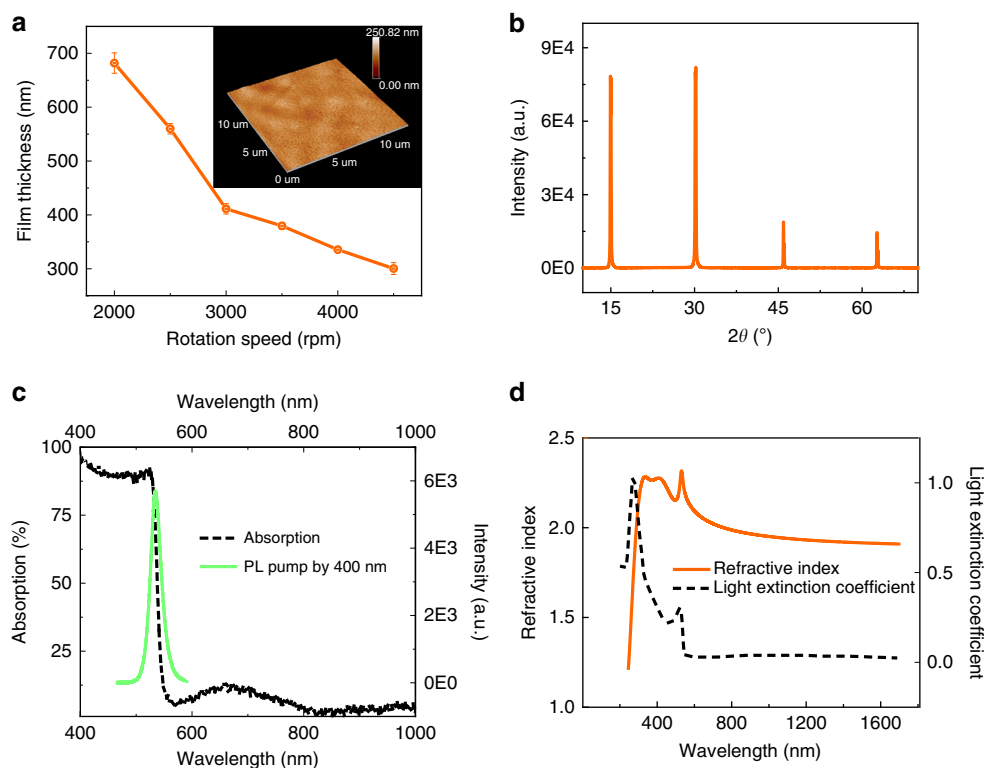 a
700
600
500
400
300
Film thickness (nm)
2000
3000
4000
Rotation speed (rpm)
250.82 nm
0.00 nm
10 um
5 um
0 um
5 um
10 um
b
9E4
6E4
3E4
0E0
Intensity (a.u.)
15
30
45
60
2θ (°)
c
Wavelength (nm)
400
600
800
1000
100
75
50
25
Absorption (%)
6E3
4E3
2E3
0E0
Intensity (a.u.)
Absorption
PL pump by 400 nm
400
600
800
1000
Wavelength (nm)
d
2.5
2.0
1.5
1.0
Refractive index
1.0
0.5
0.0
Light extinction
coefficient
Refractive index
Light extinction coefficient
400
800
1200
1600
Wavelength (nm)